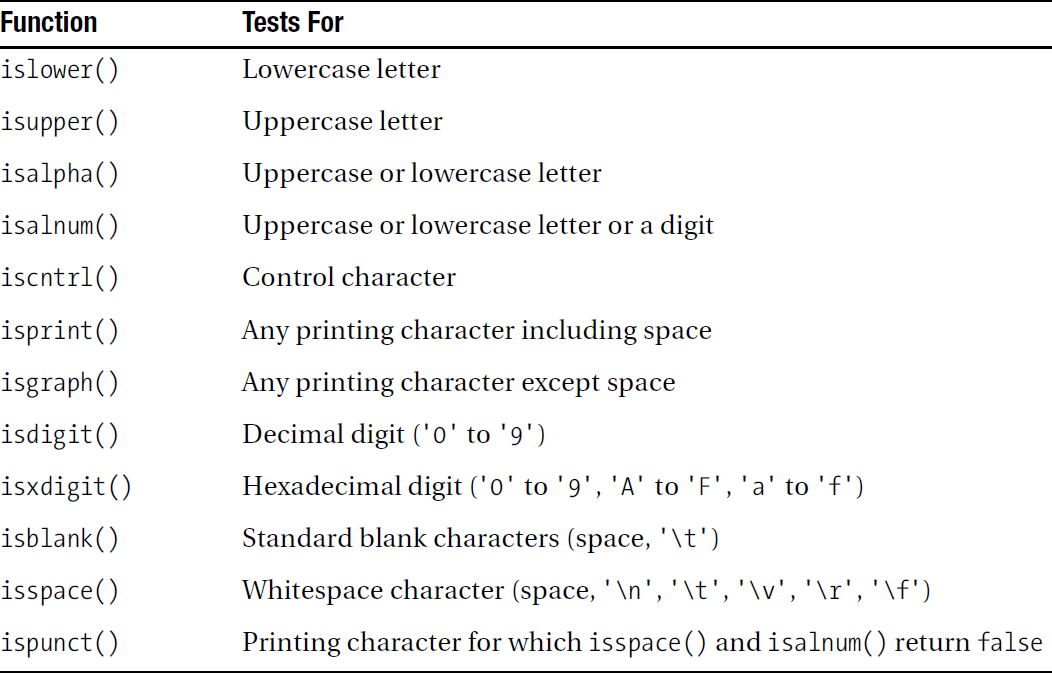 Function Tests For
islower() Lowercase letter
isupper() Uppercase letter
isalpha() Uppercase or lowercase letter
isalnum() Uppercase or lowercase letter or a digit
iscntrl() Control character
isprint() Any printing character including space
isgraph() Any printing character except space
isdigit() Decimal digit ('0' to '9')
isxdigit() Hexadecimal digit ('0' to '9', 'A' to 'F', 'a' to 'f')
isblank() Standard blank characters (space, '\t')
isspace() Whitespace character (space, '\n', '\t', '\v', '\r', '\f')
ispunct() Printing character for which isspace() and isalnum() return false